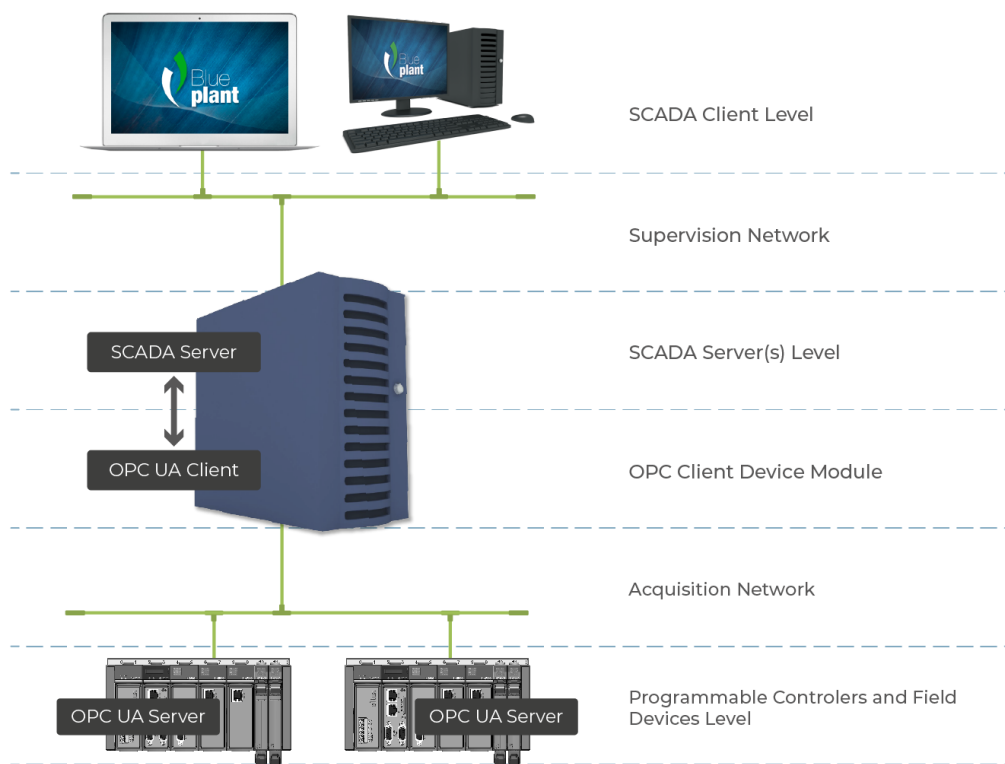 Blue
plant
Blue
plant
SCADA Client Level
Supervision Network
SCADA Server
SCADA Server(s) Level
OPC UA Client
OPC Client Device Module
Acquisition Network
OPC UA Server
OPC UA Server
Programmable Controlers and Field
Devices Level